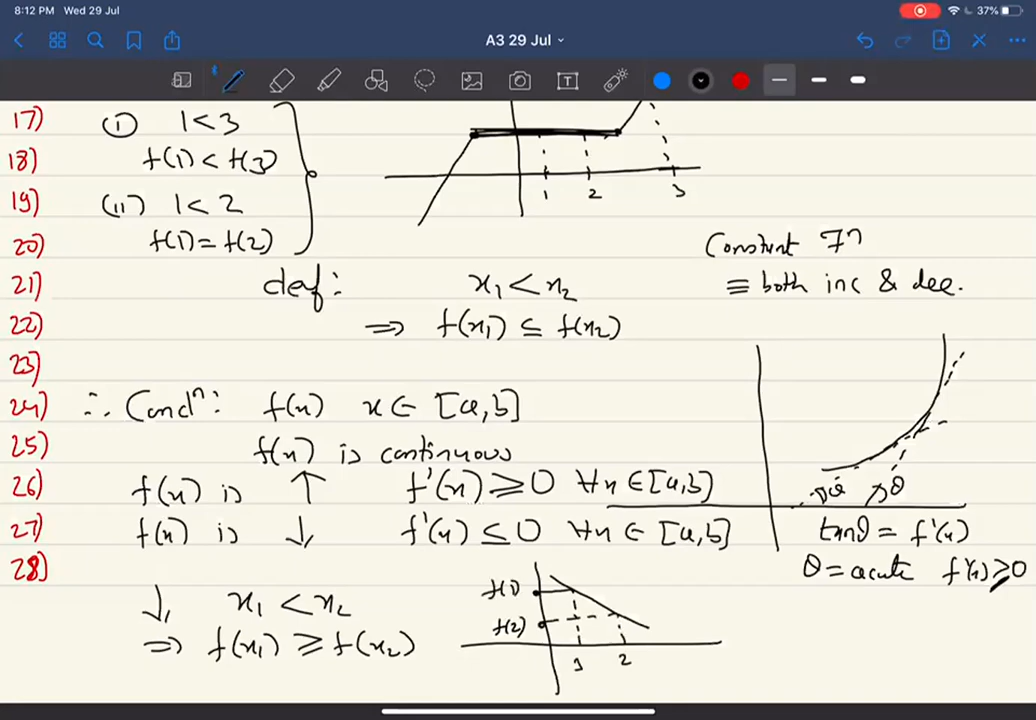 8:12 PM Wed 29 Jul
37%
A3 29 Jul
17) (i) 1 < 3
18) f(1) < f(3)
19) (ii) 1 < 2
20) f(1) = f(2)
1 2 3
Constant Fn
≡ both inc & dec.
21) def: x₁ < x₂
22) ⇒ f(x₁) ≤ f(x₂)
23)
24) ∴ Condⁿ: f(x) x ∈ [a,b]
25) f(x) is continuous
26) f(x) is ↑ f'(x) ≥ 0 ∀x ∈ [a,b]
27) f(x) is ↓ f'(x) ≤ 0 ∀x ∈ [a,b]
28)
θ
tanθ = f'(x)
θ = acute f'(x) ≥ 0
↓ x₁ < x₂
⇒ f(x₁) ≥ f(x₂)
f(1)
f(2)
1 2